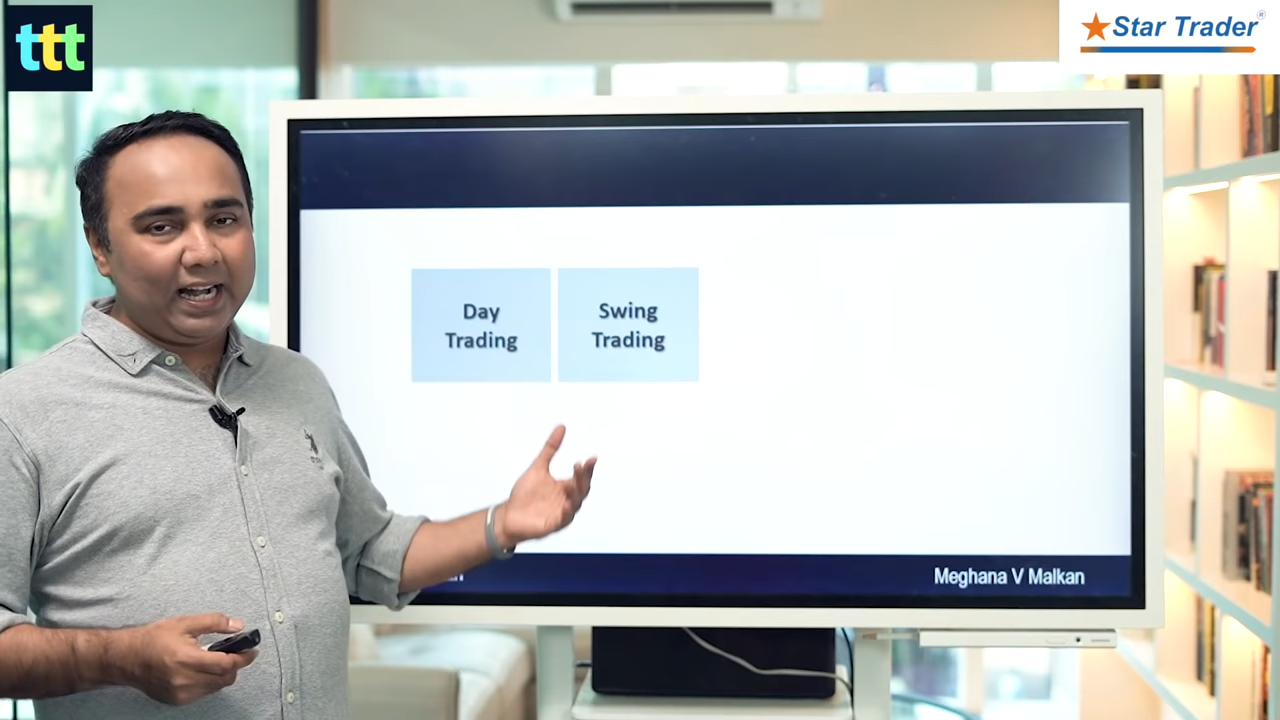 ttt
Star Trader®
Day
Trading
Swing
Trading
Meghana V Malkan